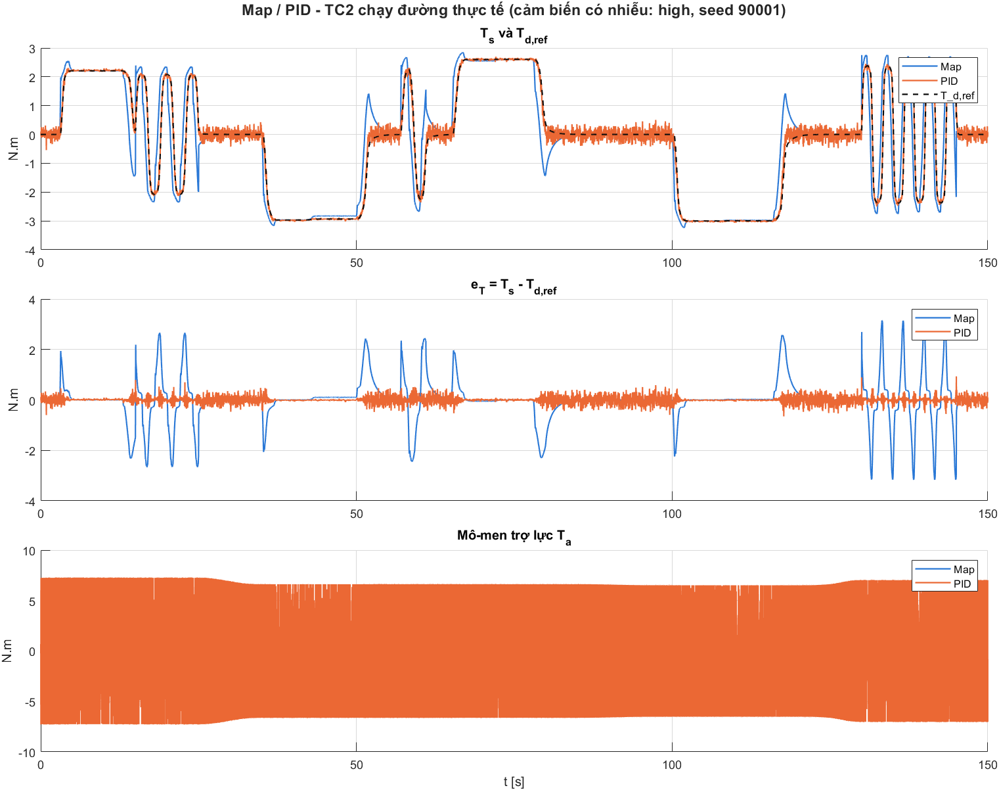 Map / PID - TC2 chạy đường thực tế (cảm biến có nhiễu: high, seed 90001)
T_s và T_d,ref
N.m
3
2
1
0
-1
-2
-3
-4
0
50
100
150
Map
PID
T_d,ref
e_T = T_s - T_d,ref
N.m
4
2
0
-2
-4
0
50
100
150
Map
PID
Mô-men trợ lực T_a
N.m
10
5
0
-5
-10
0
50
100
150
Map
PID
t [s]